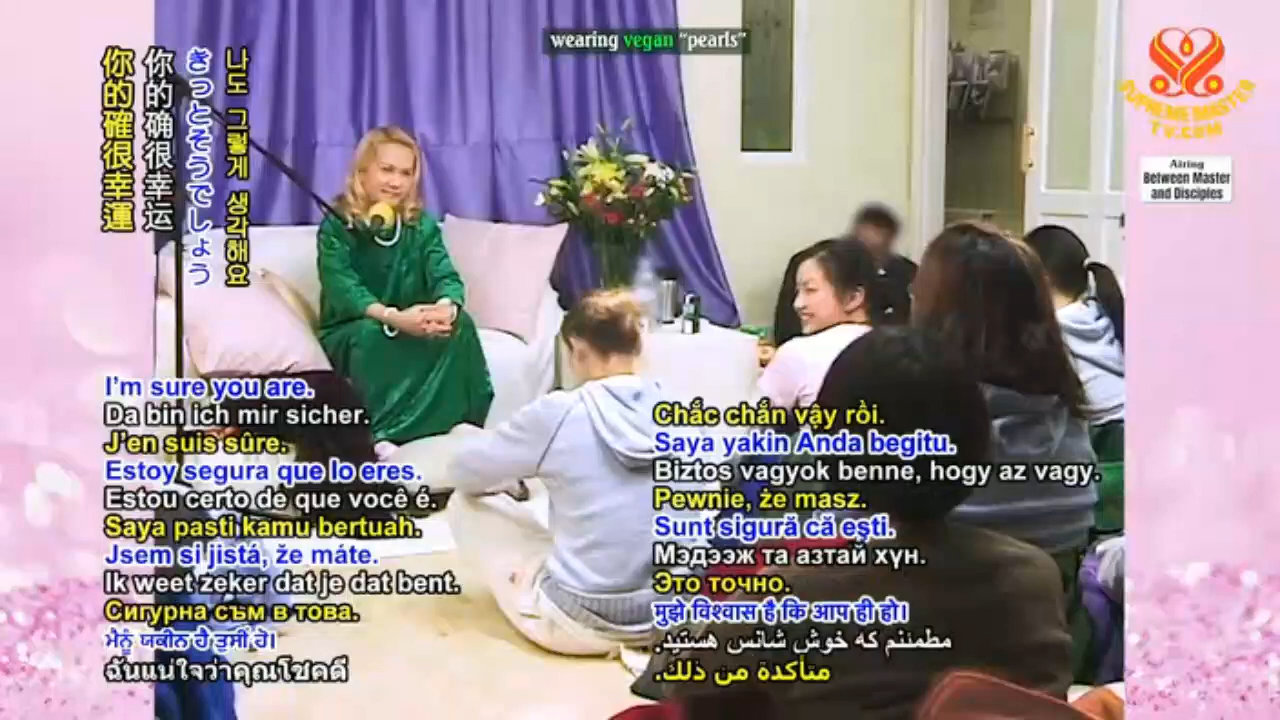 wearing vegan "pearls"
SUPREME MASTER
TV.COM
Airing
Between Master
and Disciples
你的確很幸運
你的确很幸运
きっとそうでしょう
나도 그렇게 생각해요
I'm sure you are.
Da bin ich mir sicher.
J'en suis sûre.
Estoy segura que lo eres.
Estou certo de que você é.
Saya pasti kamu bertuah.
Jsem si jistá, že máte.
Ik weet zeker dat je dat bent.
Сигурна съм в това.
ਮੈਨੂੰ ਯਕੀਨ ਹੈ ਤੁਸੀਂ ਹੋ।
ฉันแน่ใจว่าคุณโชคดี
Chắc chắn vậy rồi.
Saya yakin Anda begitu.
Biztos vagyok benne, hogy az vagy.
Pewnie, że masz.
Sunt sigură că eşti.
Мэдээж та азтай хүн.
Это точно.
मुझे विश्वास है कि आप ही हो।
مطمئنم که خوش شانس هستید.
متأكدة من ذلك.